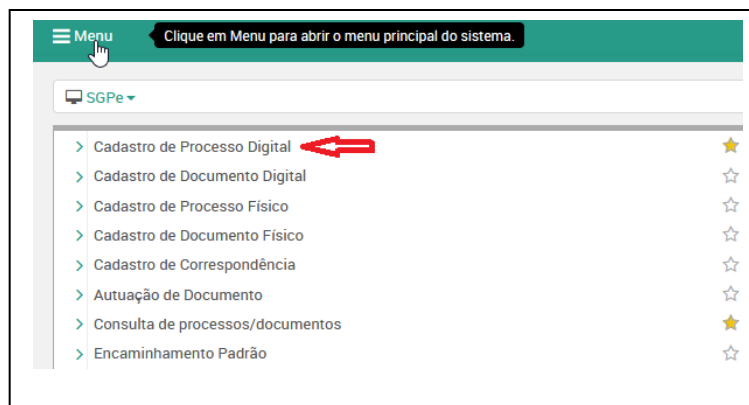 Menu
Clique em Menu para abrir o menu principal do sistema.
SGPe
Cadastro de Processo Digital
Cadastro de Documento Digital
Cadastro de Processo Físico
Cadastro de Documento Físico
Cadastro de Correspondência
Autuação de Documento
Consulta de processos/documentos
Encaminhamento Padrão